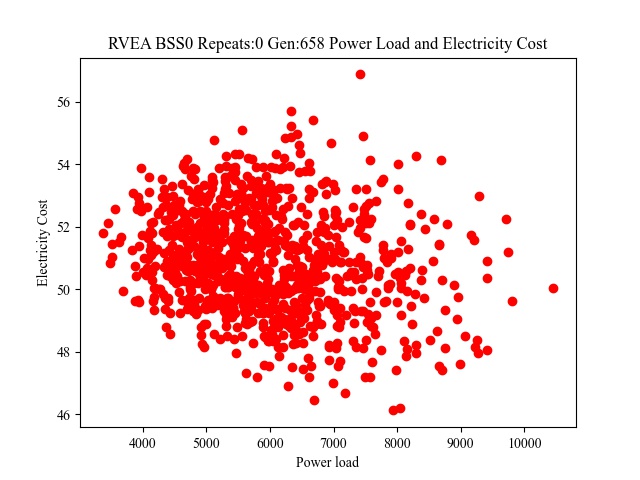 RVEA BSS0 Repeats:0 Gen:658 Power Load and Electricity Cost
56
54
52
50
48
46
Electricity Cost
4000 5000 6000 7000 8000 9000 10000
Power load